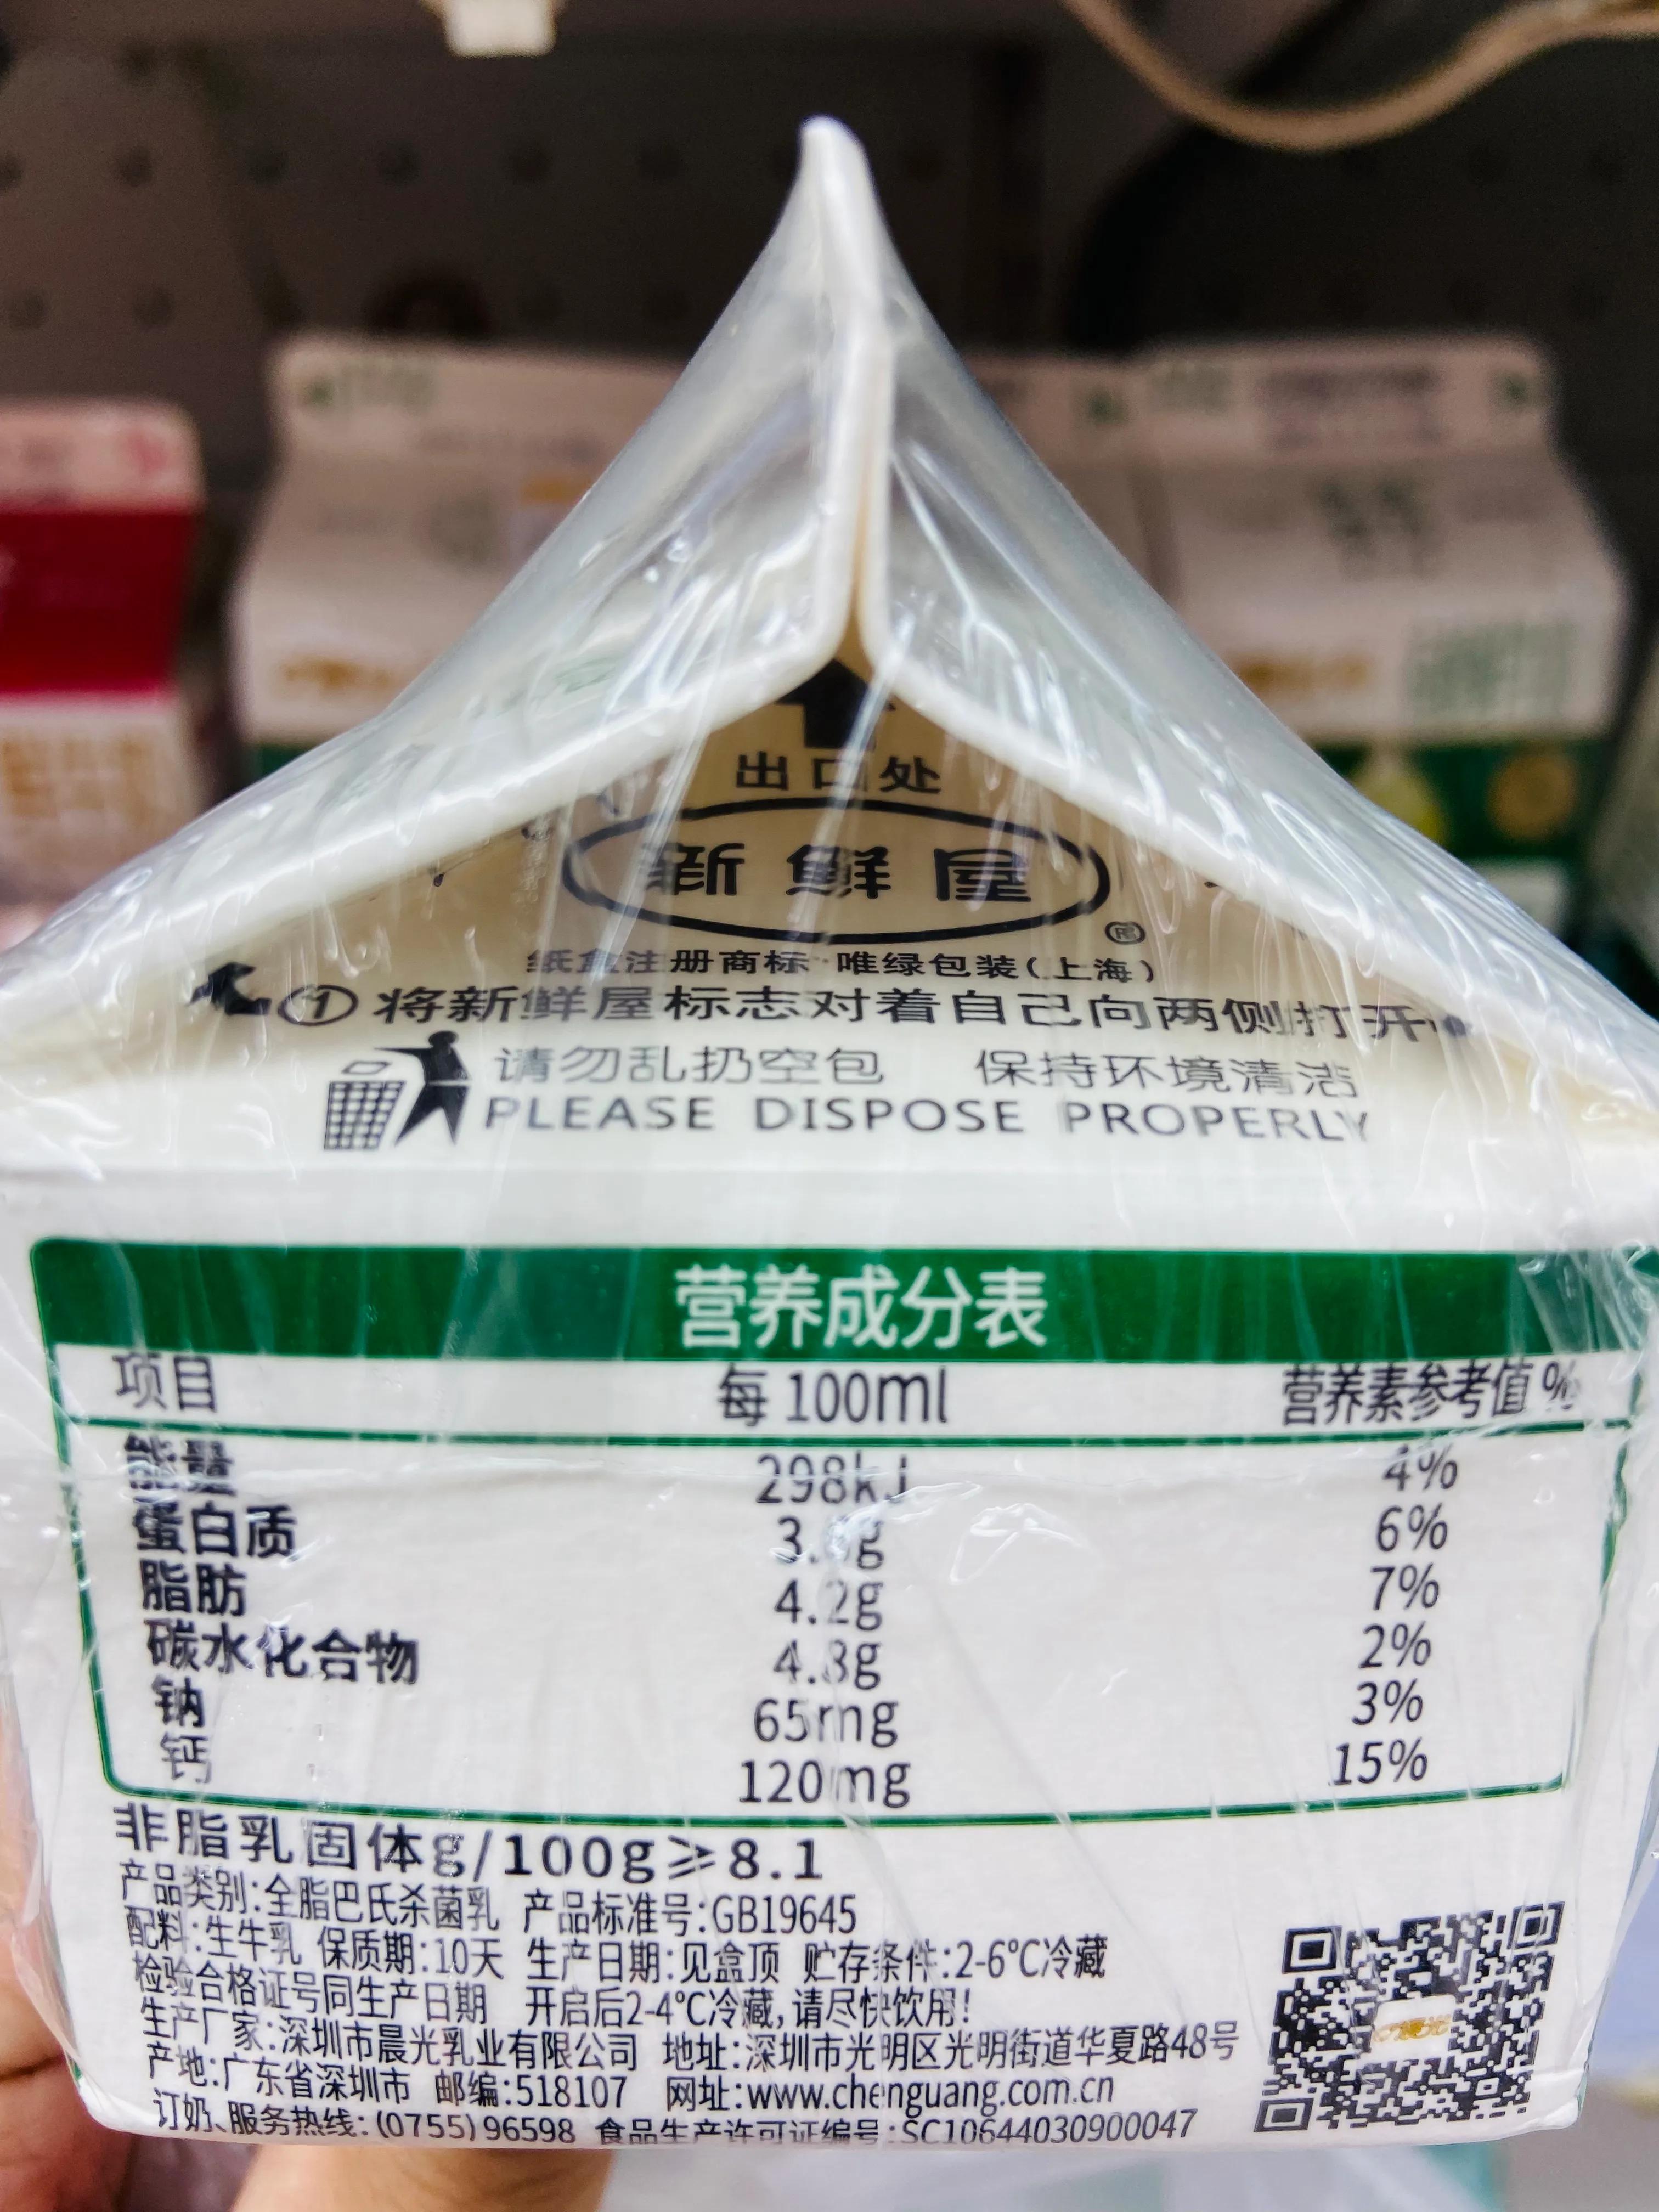 出口处
新鲜屋
®
纸盒注册商标 唯绿包装(上海)
① 将新鲜屋标志对着自己向两侧打开
请勿乱扔空包 保持环境清洁
PLEASE DISPOSE PROPERLY
营养成分表
项目 每 100ml 营养素参考值 %
能量 298kJ 4%
蛋白质 6%
脂肪 4.2g 7%
碳水化合物 4.8g 2%
钠 65mg 3%
钙 120mg 15%
非脂乳固体g/100g≥8.1
产品类别:全脂巴氏杀菌乳 产品标准号:GB19645
配料:生牛乳 保质期:10天 生产日期:见盒顶 贮存条件:2-6℃冷藏
检验合格证号同生产日期 开启后2-4℃冷藏,请尽快饮用!
生产厂家:深圳市晨光乳业有限公司 地址:深圳市光明区光明街道华夏路48号
产地:广东省深圳市 邮编:518107 网址:www.chenguang.com.cn
订奶、服务热线:(0755)96598 食品生产许可证编号:SC10644030900047